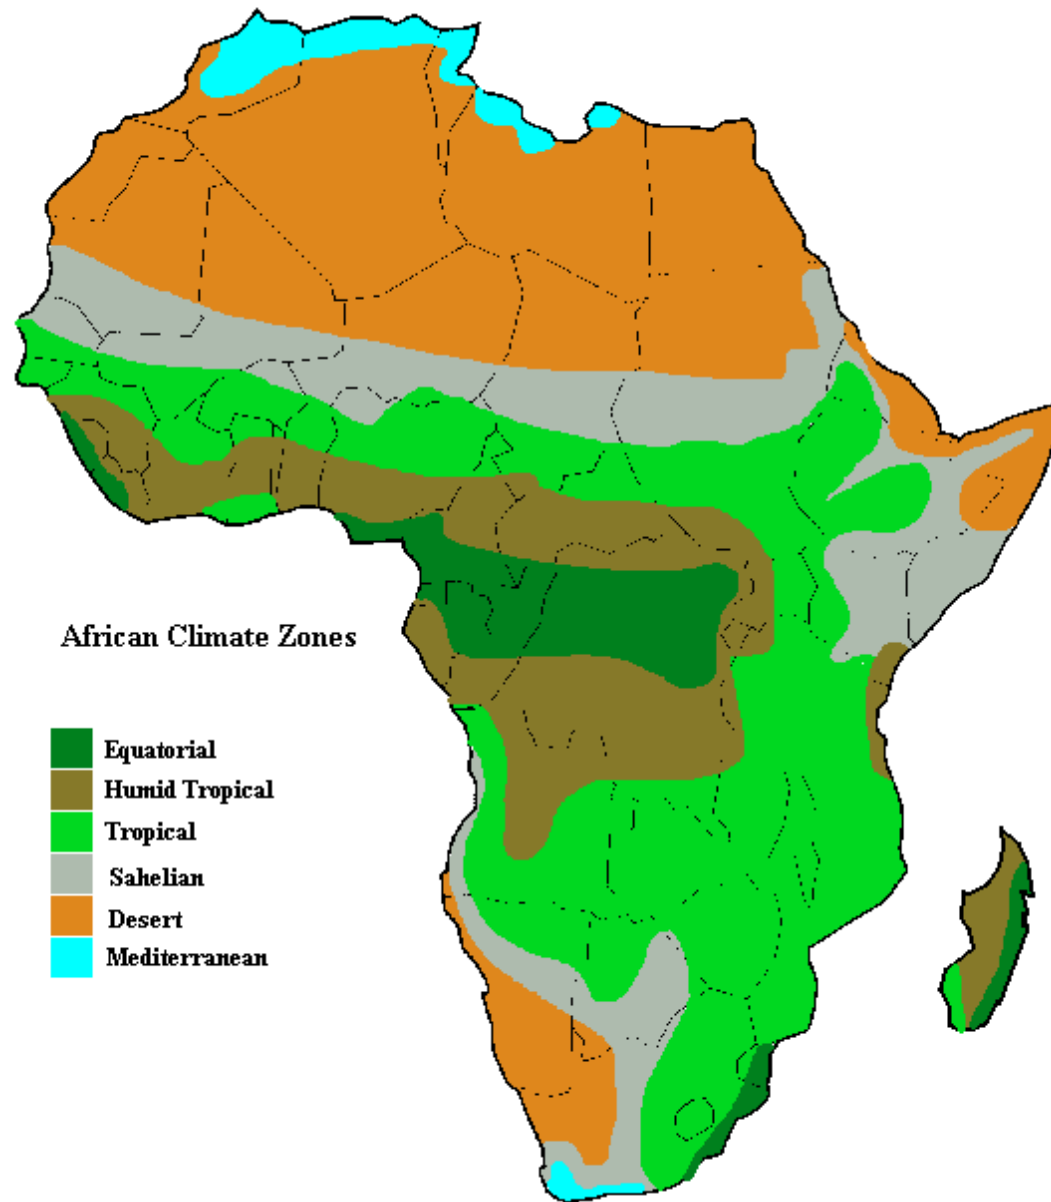 African Climate Zones
Equatorial
Humid Tropical
Tropical
Sahelian
Desert
Mediterranean